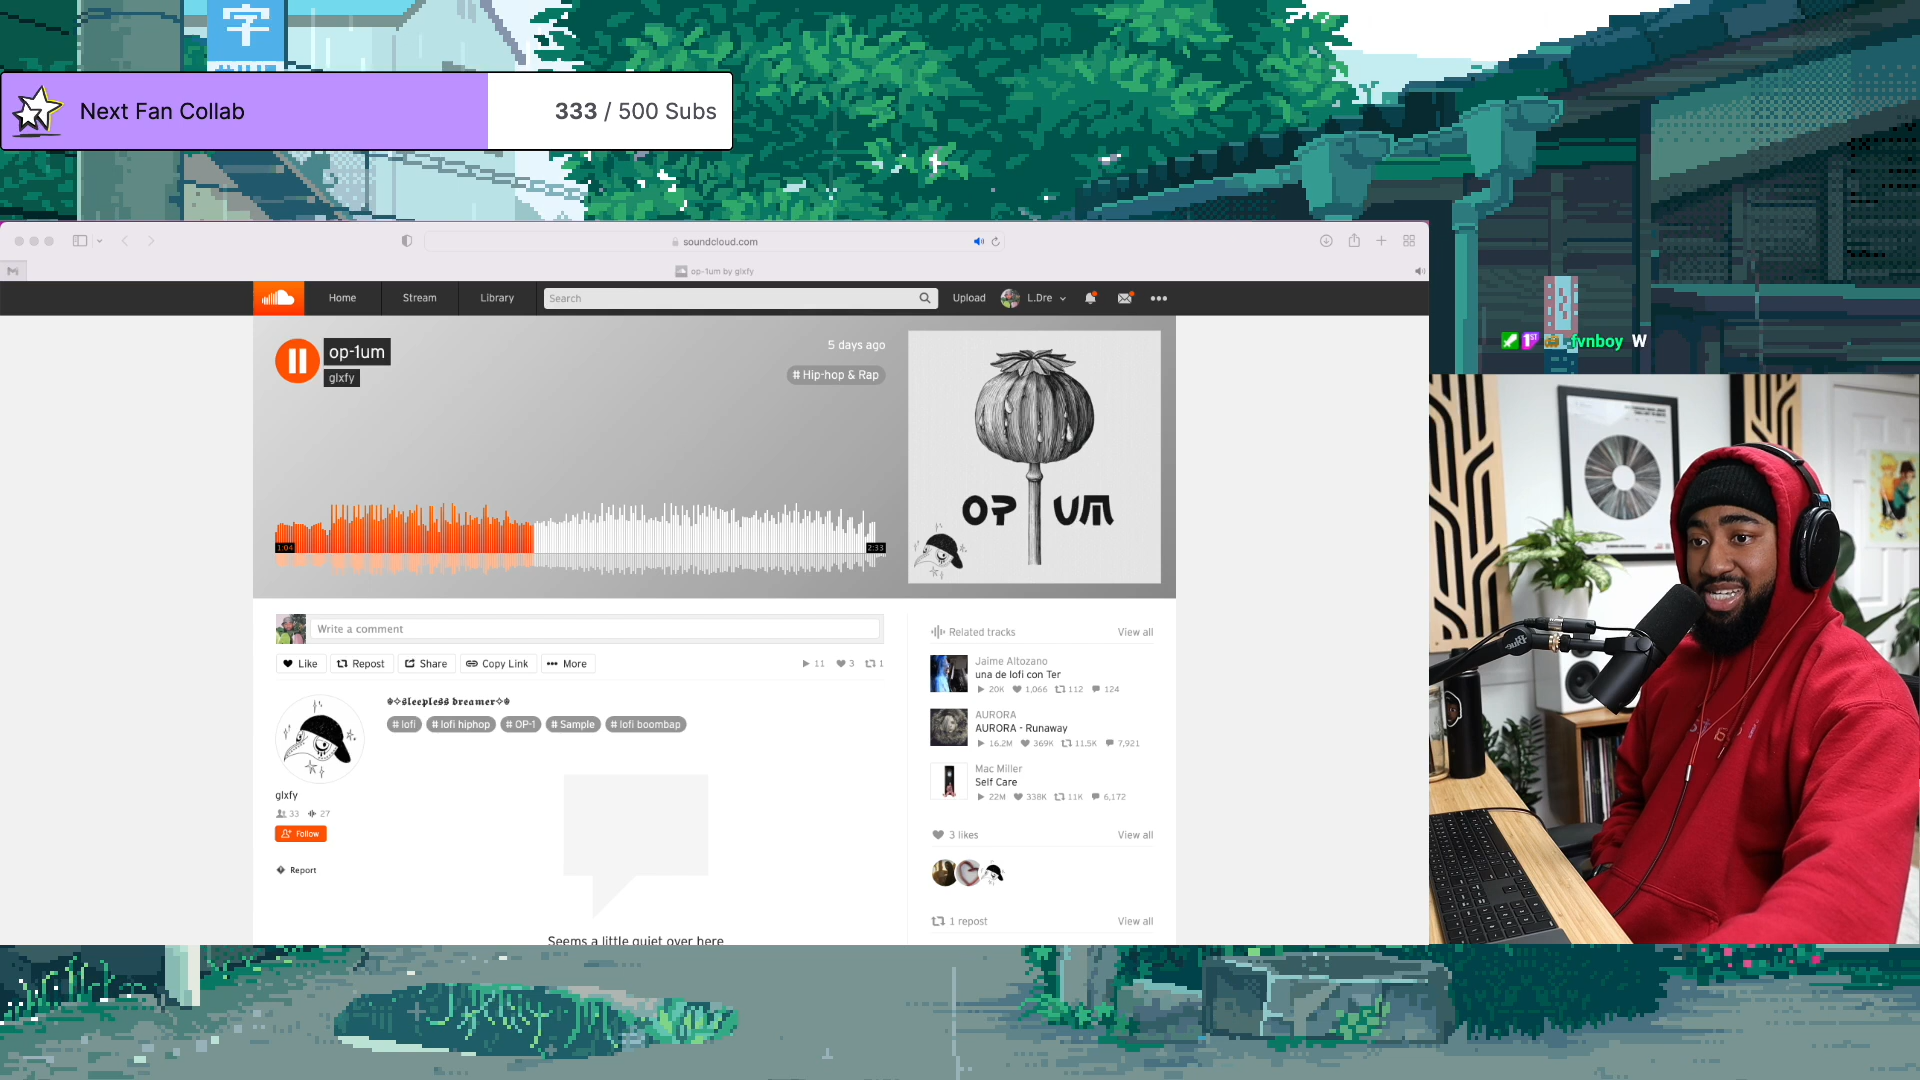 字
Next Fan Collab
333 / 500 Subs
soundcloud.com
op-1um by glxfy
Home
Stream
Library
Search
Upload
L.Dre
op-1um
glxfy
5 days ago
# Hip-hop & Rap
1:04
2:33
OP UM
Write a comment
Like
Repost
Share
Copy Link
More
11
3
1
sleepless dreamer
# lofi
# lofi hiphop
# OP-1
# Sample
# lofi boombap
glxfy
33
27
Follow
Report
Seems a little quiet over here
Related tracks
View all
Jaime Altozano
una de lofi con Ter
20K 1,066 112 124
AURORA
AURORA - Runaway
16.2M 369K 11.5K 7,921
Mac Miller
Self Care
22M 338K 11K 6,172
3 likes
View all
1 repost
View all
1ST
fvnboy W